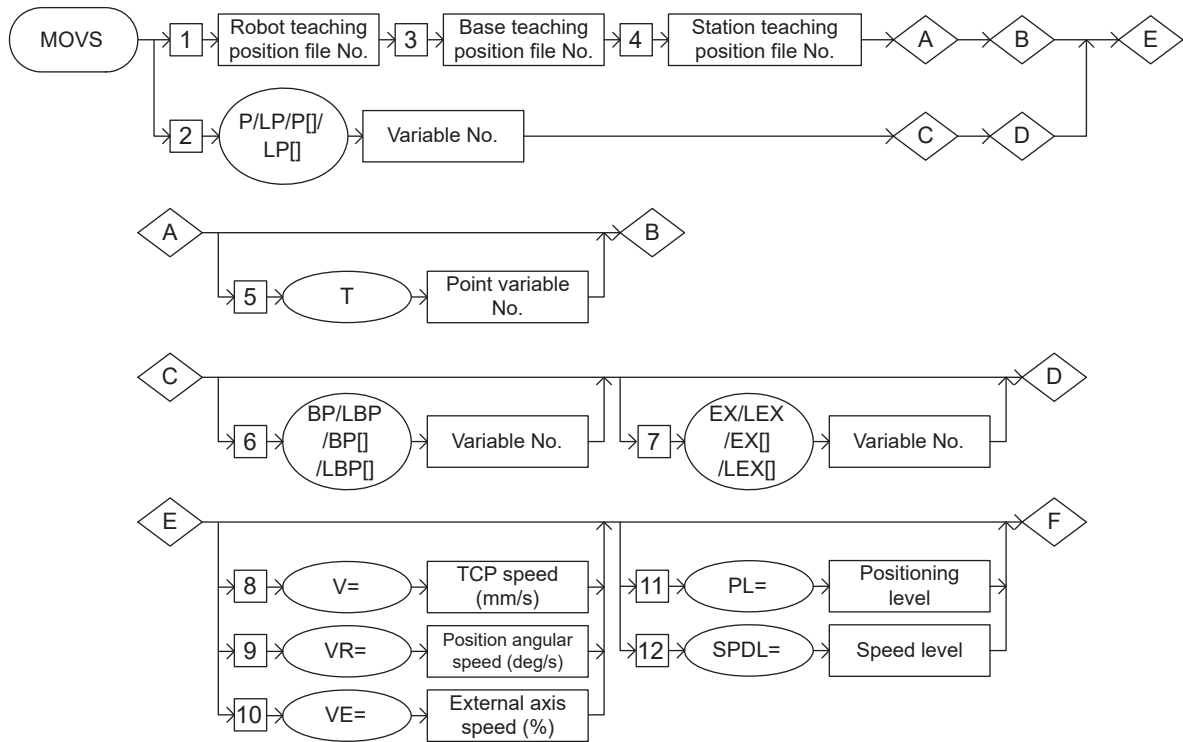 MOVS
1
Robot teaching
position file No.
3
Base teaching
position file No.
4
Station teaching
position file No.
A
B
E
2
P/LP/P[]/
LP[]
Variable No.
C
D
A
B
5
T
Point variable
No.
C
D
6
BP/LBP
/BP[]
/LBP[]
Variable No.
7
EX/LEX
/EX[]
/LEX[]
Variable No.
E
F
8
V=
TCP speed
(mm/s)
11
PL=
Positioning
level
9
VR=
Position angular
speed (deg/s)
12
SPDL=
Speed level
10
VE=
External axis
speed (%)